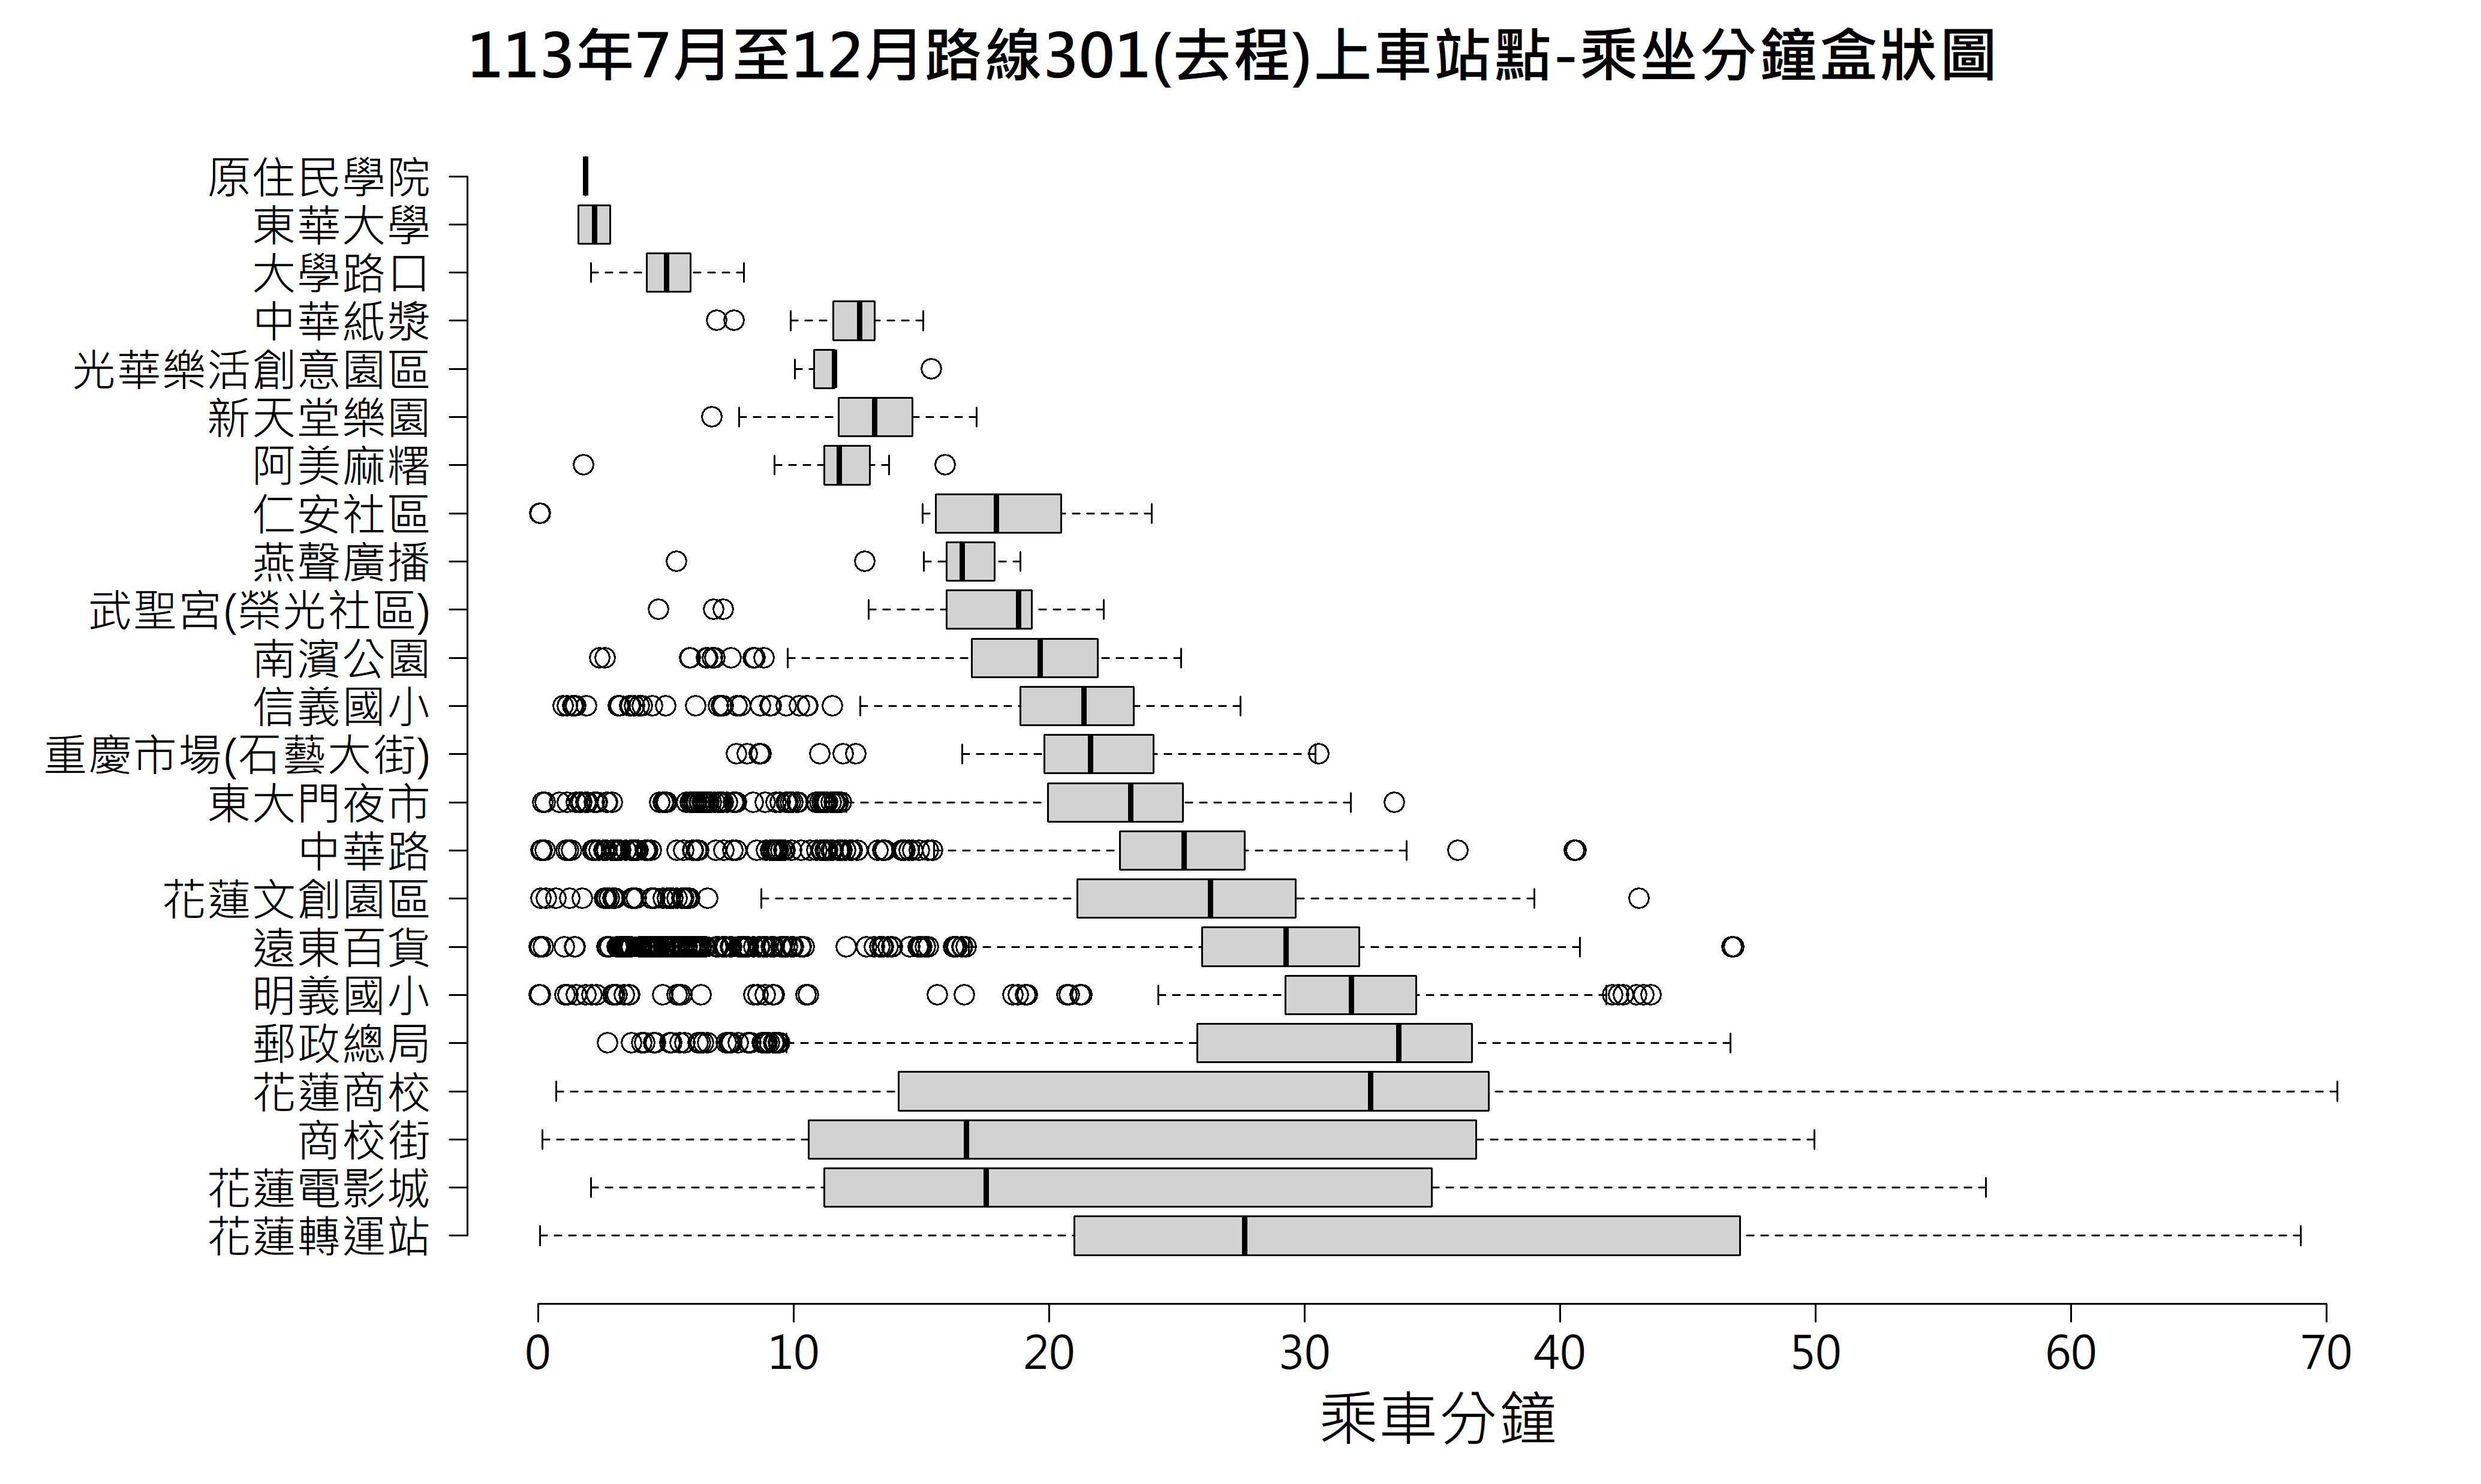 113年7月至12月路線301(去程)上車站點-乘坐分鐘盒狀圖
原住民學院
東華大學
大學路口
中華紙漿
光華樂活創意園區
新天堂樂園
阿美麻糬
仁安社區
燕聲廣播
武聖宮(榮光社區)
南濱公園
信義國小
重慶市場(石藝大街)
東大門夜市
中華路
花蓮文創園區
遠東百貨
明義國小
郵政總局
花蓮商校
商校街
花蓮電影城
花蓮轉運站
0 10 20 30 40 50 60 70
乘車分鐘